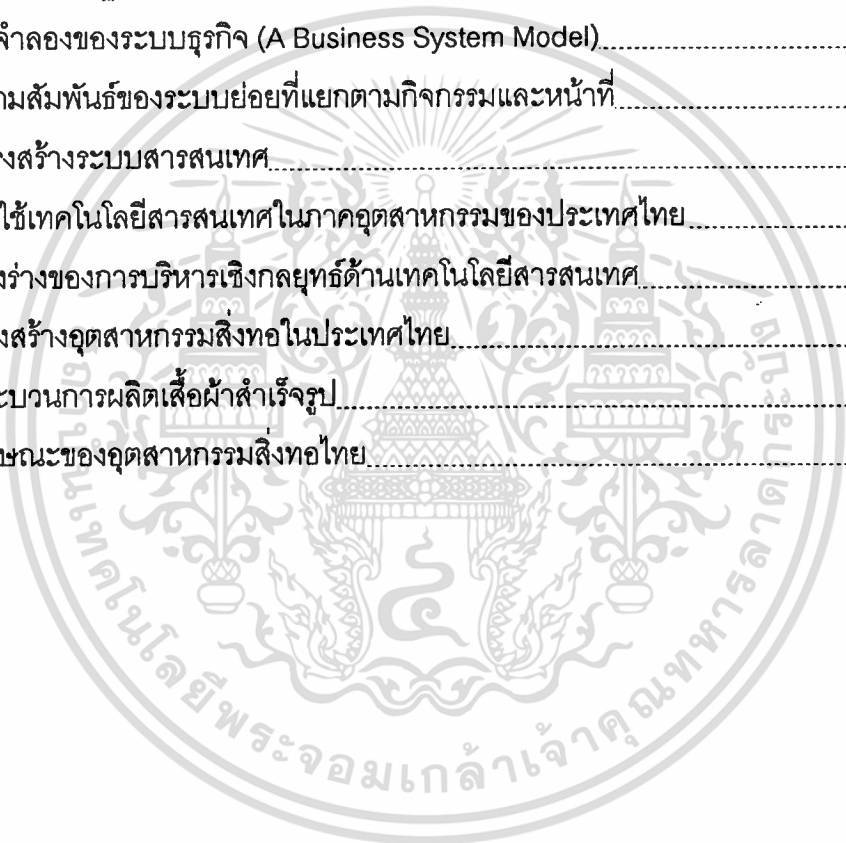 จำลองของระบบธุรกิจ (A Business System Model)
ามสัมพันธ์ของระบบย่อยที่แยกตามกิจกรรมและหน้าที่
งสร้างระบบสารสนเทศ
ใช้เทคโนโลยีสารสนเทศในภาคอุตสาหกรรมของประเทศไทย
งร่างของการบริหารเชิงกลยุทธ์ด้านเทคโนโลยีสารสนเทศ
งสร้างอุตสาหกรรมสิ่งทอในประเทศไทย
ะบวนการผลิตเสื้อผ้าสำเร็จรูป
ษณะของอุตสาหกรรมสิ่งทอไทย
นเทคโนโลยีพระจอมเกล้าเจ้าคุณทหารลาดกระบัง